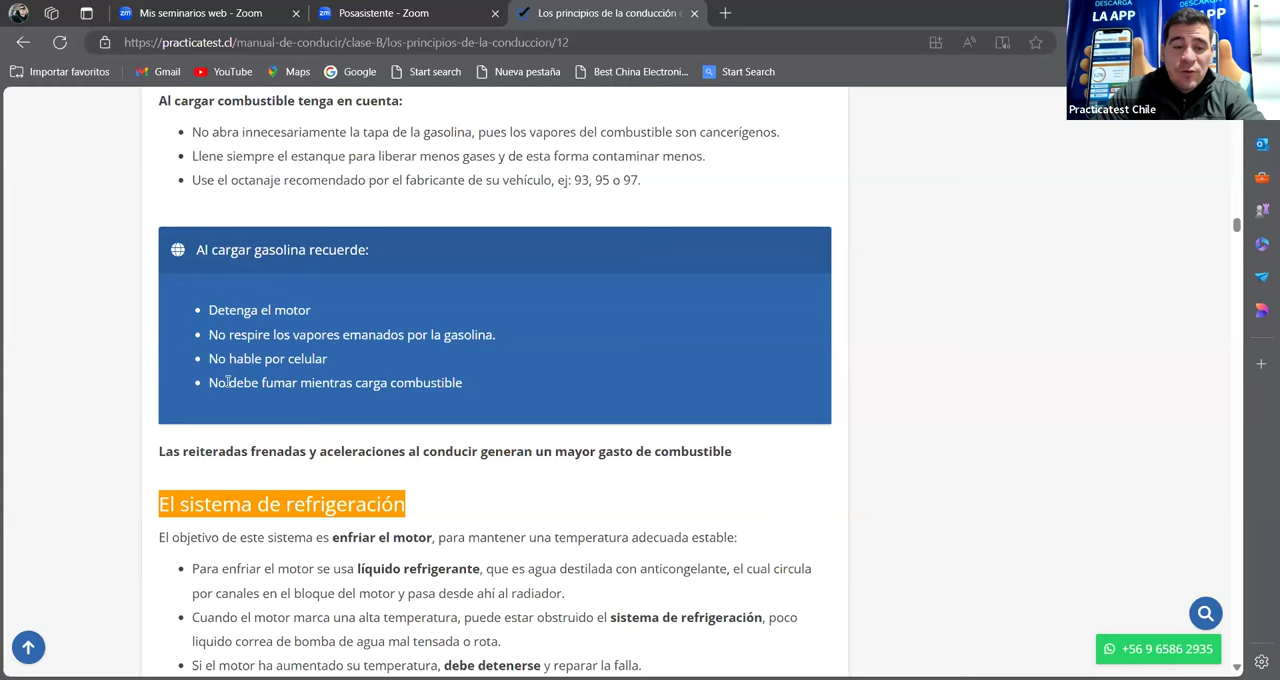 Mis seminarios web - Zoom
Posasistente - Zoom
Los principios de la conducción
https://practicatest.cl/manual-de-conducir/clase-B/los-principios-de-la-conduccion/12
Importar favoritos
Gmail
YouTube
Maps
Google
Start search
Nueva pestaña
Best China Electroni...
Start Search
DESCARGA
LA APP
DESCARGA
Practicatest Chile
Al cargar combustible tenga en cuenta:
No abra innecesariamente la tapa de la gasolina, pues los vapores del combustible son cancerígenos.
Llene siempre el estanque para liberar menos gases y de esta forma contaminar menos.
Use el octanaje recomendado por el fabricante de su vehículo, ej: 93, 95 o 97.
Al cargar gasolina recuerde:
Detenga el motor
No respire los vapores emanados por la gasolina.
No hable por celular
No debe fumar mientras carga combustible
Las reiteradas frenadas y aceleraciones al conducir generan un mayor gasto de combustible
El sistema de refrigeración
El objetivo de este sistema es enfriar el motor, para mantener una temperatura adecuada estable:
Para enfriar el motor se usa líquido refrigerante, que es agua destilada con anticongelante, el cual circula
por canales en el bloque del motor y pasa desde ahí al radiador.
Cuando el motor marca una alta temperatura, puede estar obstruido el sistema de refrigeración, poco
liquido correa de bomba de agua mal tensada o rota.
Si el motor ha aumentado su temperatura, debe detenerse y reparar la falla.
+56 9 6586 2935